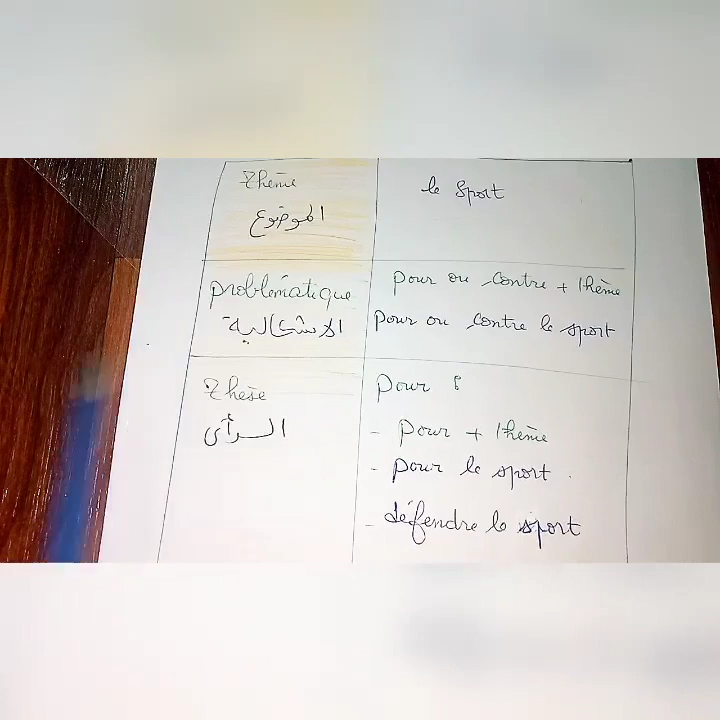 Thème
الموضوع
le sport
problématique
الاشكالية
pour ou contre + thème
pour ou contre le sport
Thèse
الرأي
pour :
- pour + thème
- pour le sport.
- défendre le sport